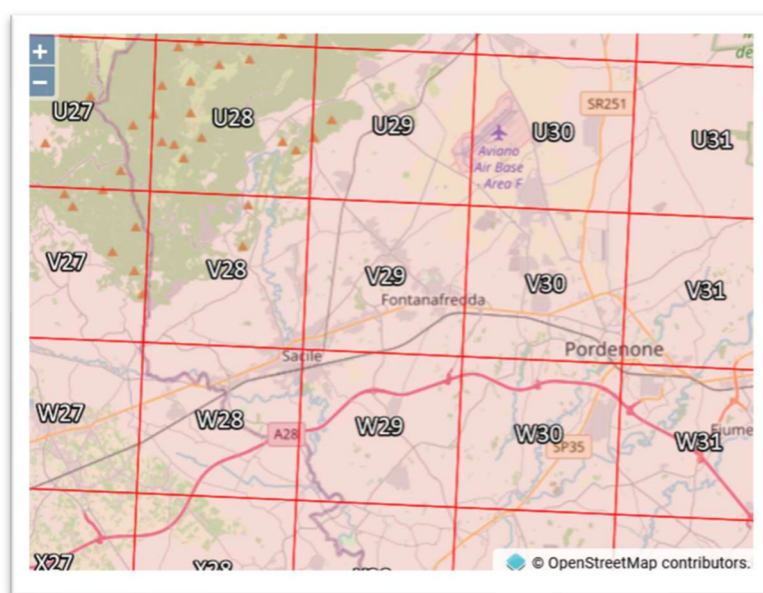 +
−
U27
U28
U29
U30
U31
SR251
Aviano
Air Base
- Area F
V27
V28
V29
V30
V31
Fontanafredda
Sacile
Pordenone
W27
W28
W29
W30
W31
A28
SP35
Fiume
X27
X28
© OpenStreetMap contributors.